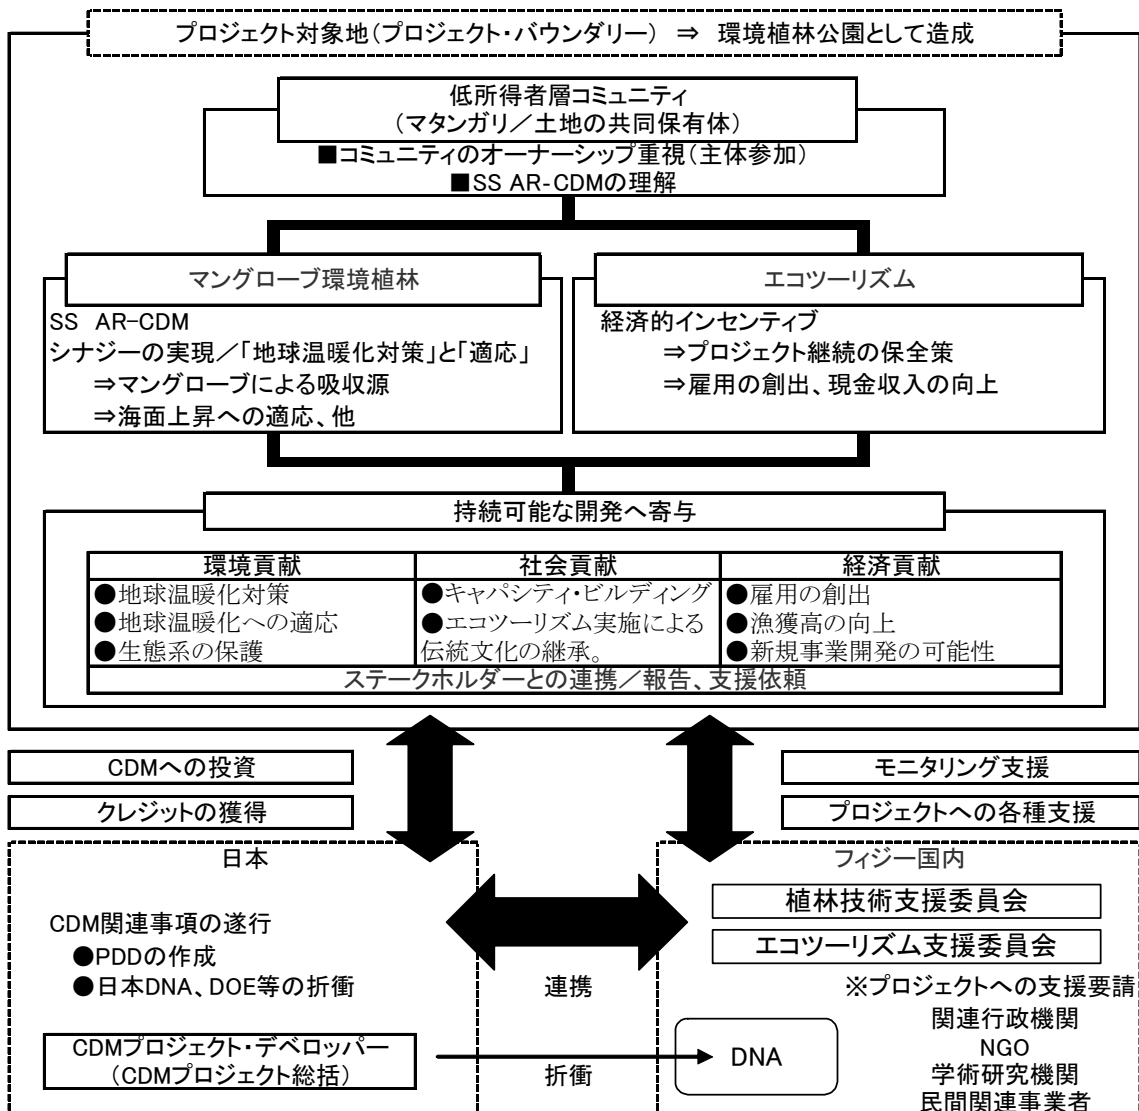 プロジェクト対象地(プロジェクト・バウンダリー) ⇒ 環境植林公園として造成
低所得者層コミュニティ
(マタンガリ/土地の共同保有体)
■コミュニティのオーナーシップ重視(主体参加)
■SS AR-CDMの理解
マングローブ環境植林
SS AR-CDM
シナジーの実現/「地球温暖化対策」と「適応」
⇒マングローブによる吸収源
⇒海面上昇への適応、他
エコツーリズム
経済的インセンティブ
⇒プロジェクト継続の保全策
⇒雇用の創出、現金収入の向上
持続可能な開発へ寄与
環境貢献
●地球温暖化対策
●地球温暖化への適応
●生態系の保護
社会貢献
●キャパシティ・ビルディング
●エコツーリズム実施による
伝統文化の継承。
経済貢献
●雇用の創出
●漁獲高の向上
●新規事業開発の可能性
ステークホルダーとの連携/報告、支援依頼
CDMへの投資
クレジットの獲得
モニタリング支援
プロジェクトへの各種支援
日本
CDM関連事項の遂行
●PDDの作成
●日本DNA、DOE等の折衝
CDMプロジェクト・デベロッパー
(CDMプロジェクト総括)
連携
折衝
フィジー国内
植林技術支援委員会
エコツーリズム支援委員会
※プロジェクトへの支援要請
関連行政機関
NGO
学術研究機関
民間関連事業者
DNA